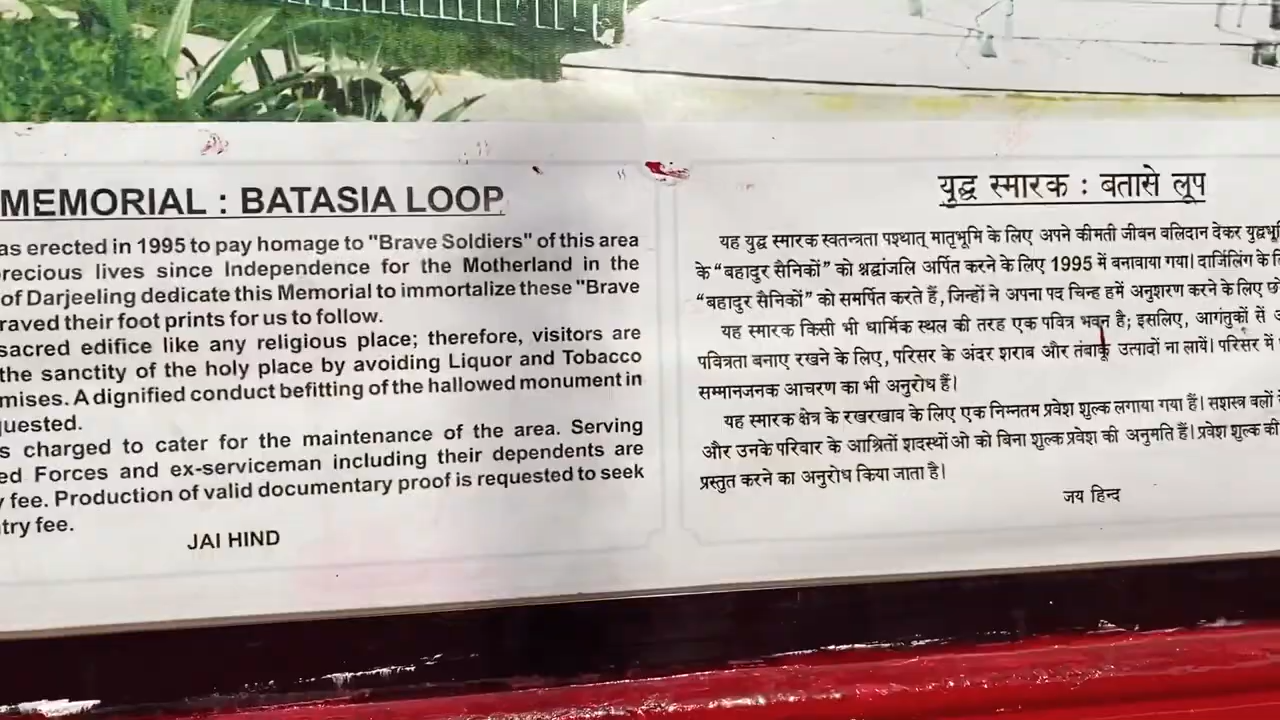 MEMORIAL : BATASIA LOOP
as erected in 1995 to pay homage to "Brave Soldiers" of this area
precious lives since Independence for the Motherland in the
of Darjeeling dedicate this Memorial to immortalize these "Brave
raved their foot prints for us to follow.
sacred edifice like any religious place; therefore, visitors are
the sanctity of the holy place by avoiding Liquor and Tobacco
mises. A dignified conduct befitting of the hallowed monument in
quested.
s charged to cater for the maintenance of the area. Serving
ed Forces and ex-serviceman including their dependents are
y fee. Production of valid documentary proof is requested to seek
try fee.
JAI HIND
युद्ध स्मारक : बतासे लूप
यह युद्ध स्मारक स्वतन्त्रता पश्थात् मातृभूमि के लिए अपने कीमती जीवन वलिदान देकर युद्वभू
के “बहादुर सैनिकों” को श्रद्वांजलि अर्पित करने के लिए 1995 में बनावाया गया। दार्जिलिंग के
“बहादुर सैनिकों” को समर्पित करते हैं, जिन्हों ने अपना पद चिन्ह हमें अनुशरण करने के लिए
यह स्मारक किसी भी धार्मिक स्थल की तरह एक पवित्र भवन है; इसलिए, आगंतुकों से
पवित्रता बनाए रखने के लिए, परिसर के अंदर शराब और तंबाकू उत्पादों ना लावें। परिसर में
सम्मानजनक आचरण का भी अनुरोध हैं।
यह स्मारक क्षेत्र के रखरखाव के लिए एक निम्नतम प्रवेश शुल्क लगाया गया हैं। सशस्त्र बलों
और उनके परिवार के आश्रितों शदस्थों ओ को बिना शुल्क प्रवेश की अनुमति हैं। प्रवेश शुल्क की
प्रस्तुत करने का अनुरोध किया जाता है।
जय हिन्द